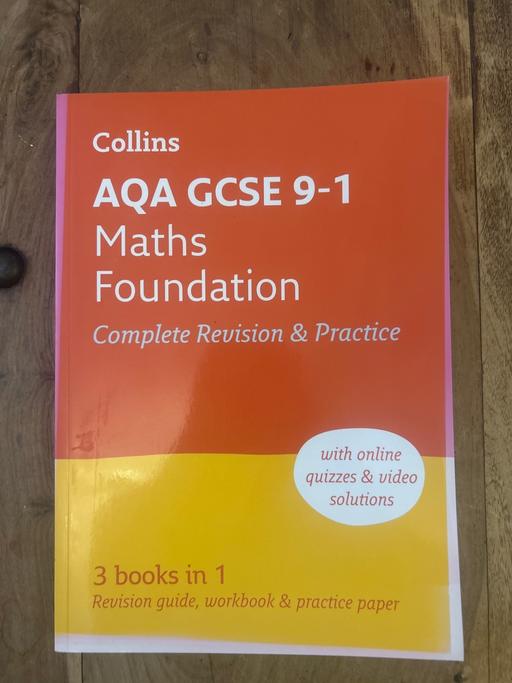 Collins
AQA GCSE 9-1
Maths
Foundation
Complete Revision & Practice
with online
quizzes & video
solutions
3 books in 1
Revision guide, workbook & practice paper